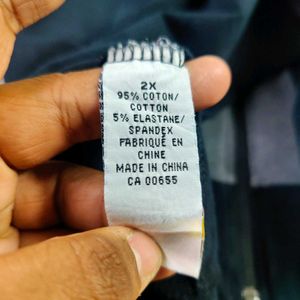 2X
95% COTON/
COTTON
5% ELASTANE/
SPANDEX
FABRIQUÉ EN
CHINE
MADE IN CHINA
CA 00655